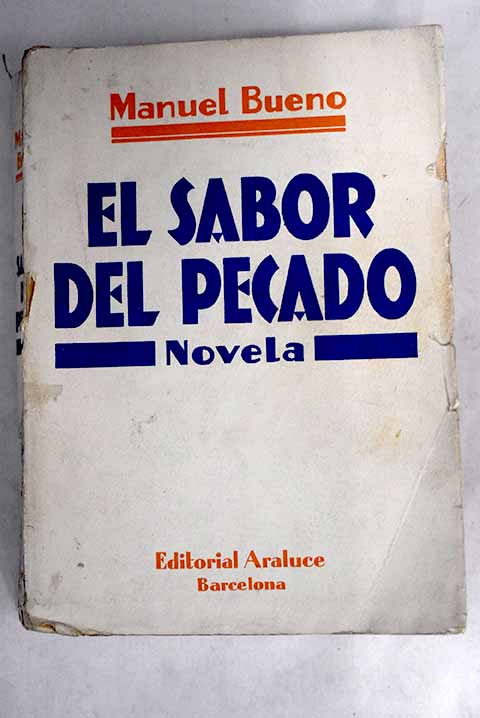 Manuel Bueno
EL SABOR
DEL PECADO
Novela
Editorial Araluce
Barcelona